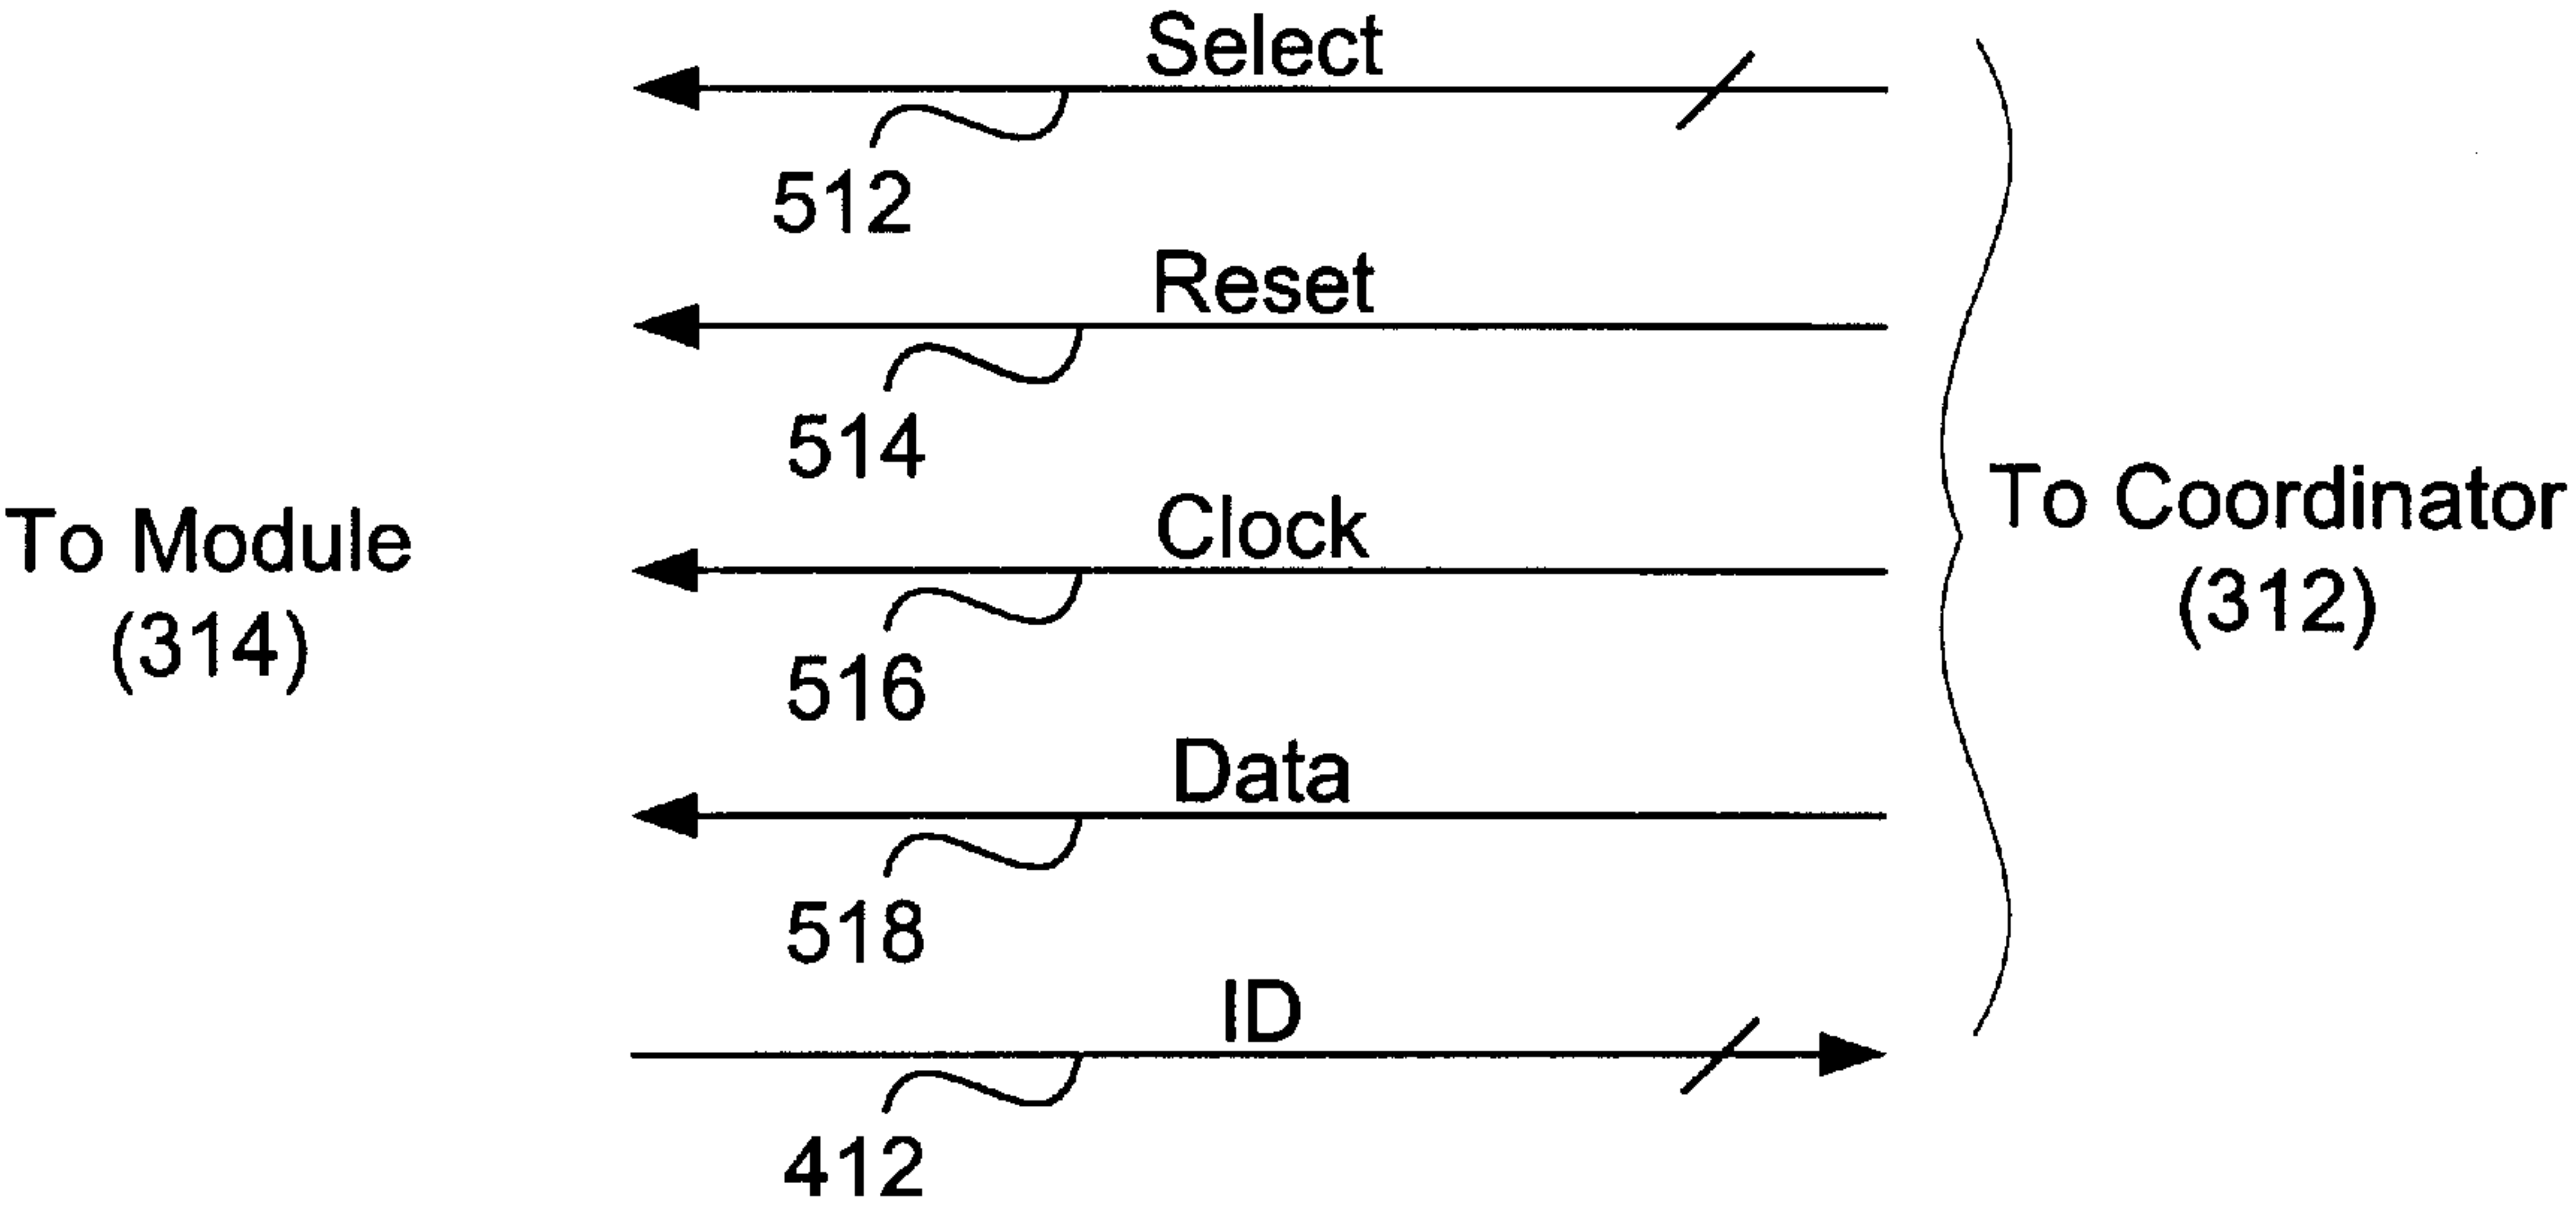 Select
512
Reset
514
Clock
516
Data
518
ID
412
To Module
(314)
To Coordinator
(312)